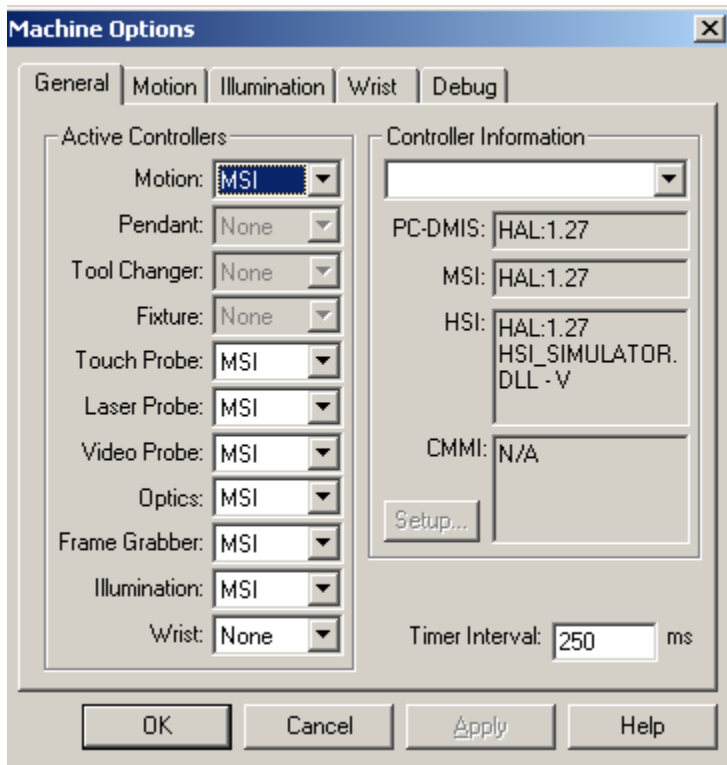 Machine Options
General Motion Illumination Wrist Debug
Active Controllers
Motion: MSI
Pendant: None
Tool Changer: None
Fixture: None
Touch Probe: MSI
Laser Probe: MSI
Video Probe: MSI
Optics: MSI
Frame Grabber: MSI
Illumination: MSI
Wrist: None
Controller Information
PC-DMIS: HAL:1.27
MSI: HAL:1.27
HSI: HAL:1.27
HSI_SIMULATOR.
DLL - V
CMMI: N/A
Setup...
Timer Interval: 250 ms
OK Cancel Apply Help